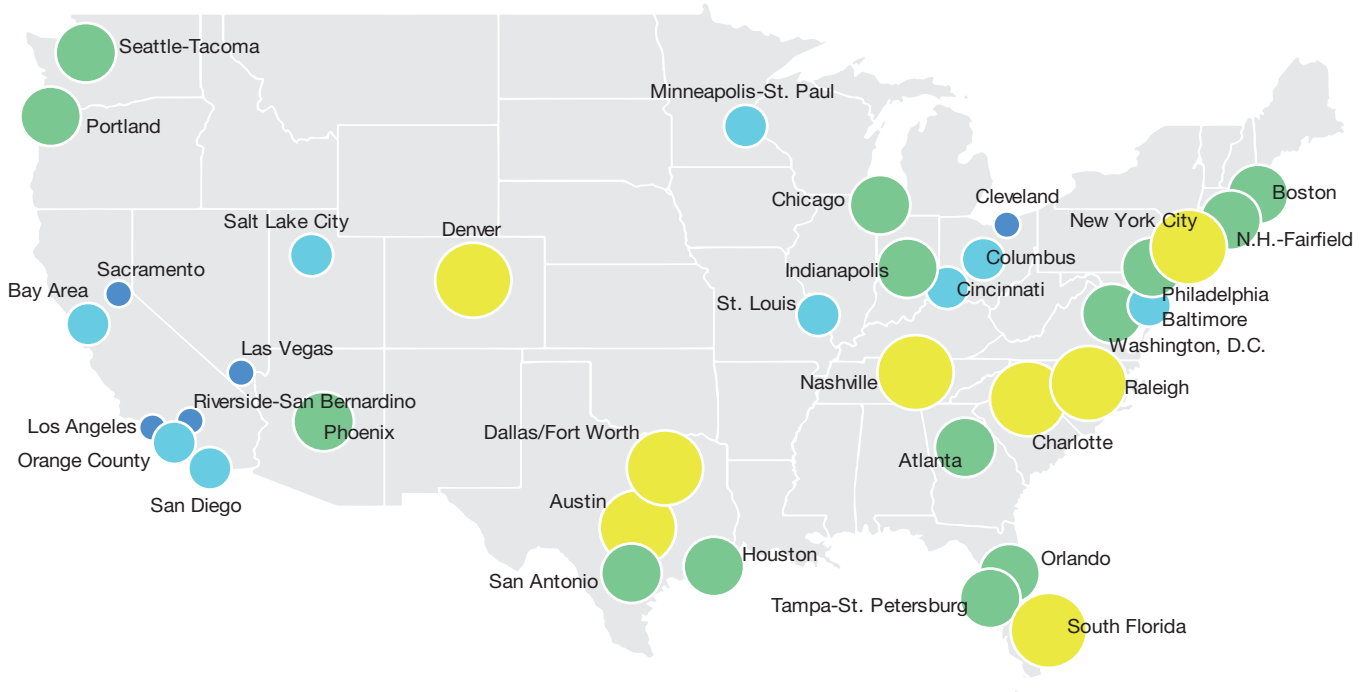 Seattle-Tacoma
Minneapolis-St. Paul
Portland
Chicago
Cleveland
Boston
Salt Lake City
Denver
New York City
N.H.-Fairfield
Columbus
Sacramento
Indianapolis
Bay Area
Cincinnati
Philadelphia
St. Louis
Baltimore
Washington, D.C.
Las Vegas
Nashville
Raleigh
Riverside-San Bernardino
Los Angeles
Phoenix
Dallas/Fort Worth
Charlotte
Orange County
Atlanta
San Diego
Austin
Houston
Orlando
San Antonio
Tampa-St. Petersburg
South Florida